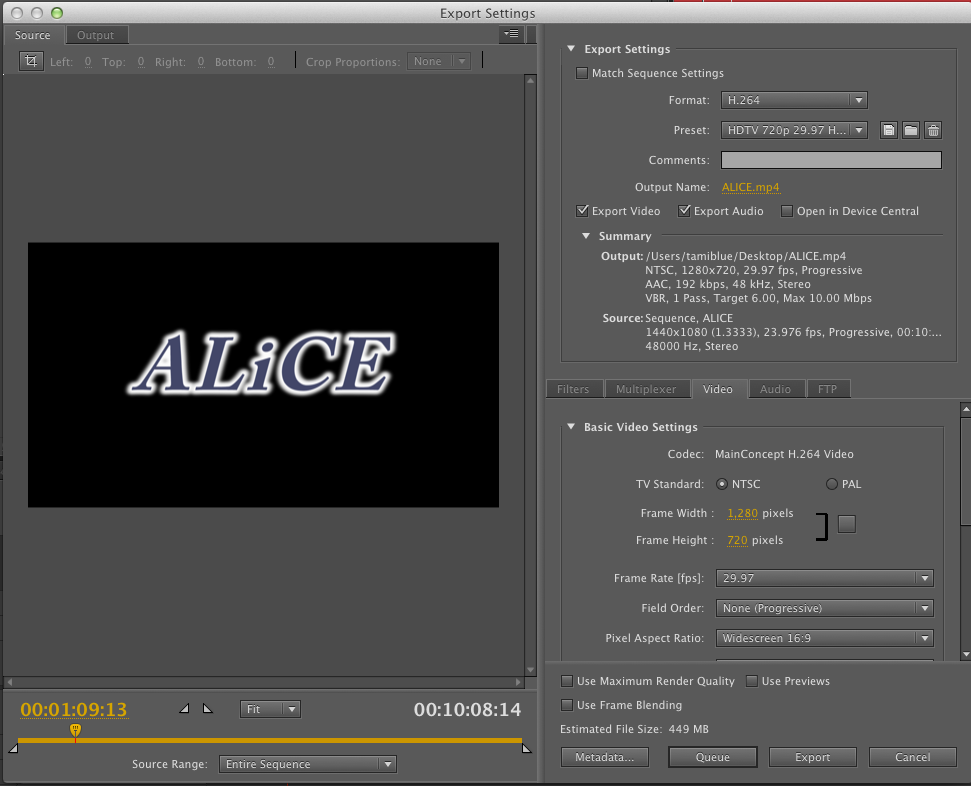 Export Settings
Source Output
Left: 0 Top: 0 Right: 0 Bottom: 0 Crop Proportions: None
ALiCE
00:01:09:13 Fit 00:10:08:14
Source Range: Entire Sequence
Export Settings
Match Sequence Settings
Format: H.264
Preset: HDTV 720p 29.97 H...
Comments:
Output Name: ALICE.mp4
Export Video Export Audio Open in Device Central
Summary
Output: /Users/tamiblue/Desktop/ALICE.mp4
NTSC, 1280x720, 29.97 fps, Progressive
AAC, 192 kbps, 48 kHz, Stereo
VBR, 1 Pass, Target 6.00, Max 10.00 Mbps
Source: Sequence, ALICE
1440x1080 (1.3333), 23.976 fps, Progressive, 00:10:...
48000 Hz, Stereo
Filters Multiplexer Video Audio FTP
Basic Video Settings
Codec: MainConcept H.264 Video
TV Standard: NTSC PAL
Frame Width : 1,280 pixels
Frame Height : 720 pixels
Frame Rate [fps]: 29.97
Field Order: None (Progressive)
Pixel Aspect Ratio: Widescreen 16:9
Use Maximum Render Quality Use Previews
Use Frame Blending
Estimated File Size: 449 MB
Metadata... Queue Export Cancel